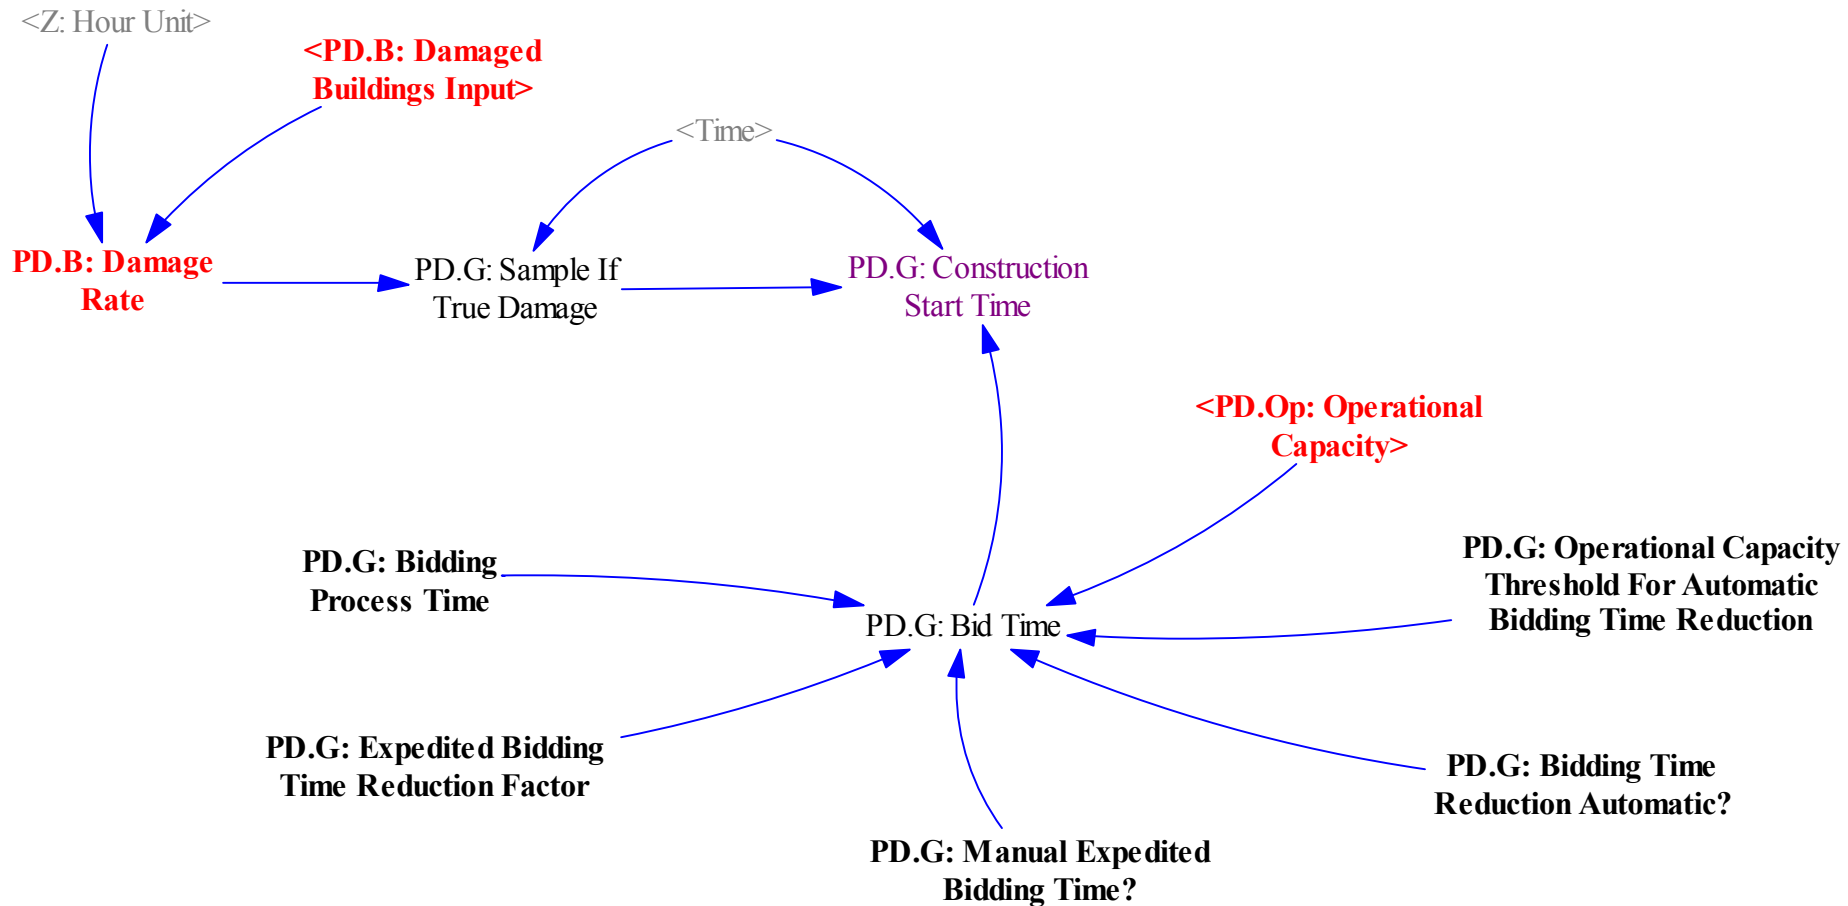 <Z: Hour Unit>
<PD.B: Damaged
Buildings Input>
<Time>
PD.B: Damage
Rate
PD.G: Sample If
True Damage
PD.G: Construction
Start Time
<PD.Op: Operational
Capacity>
PD.G: Bidding
Process Time
PD.G: Operational Capacity
Threshold For Automatic
Bidding Time Reduction
PD.G: Bid Time
PD.G: Expedited Bidding
Time Reduction Factor
PD.G: Bidding Time
Reduction Automatic?
PD.G: Manual Expedited
Bidding Time?